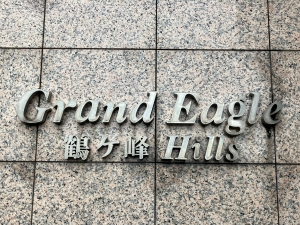 Grand Eagle
鶴ケ峰 Hills